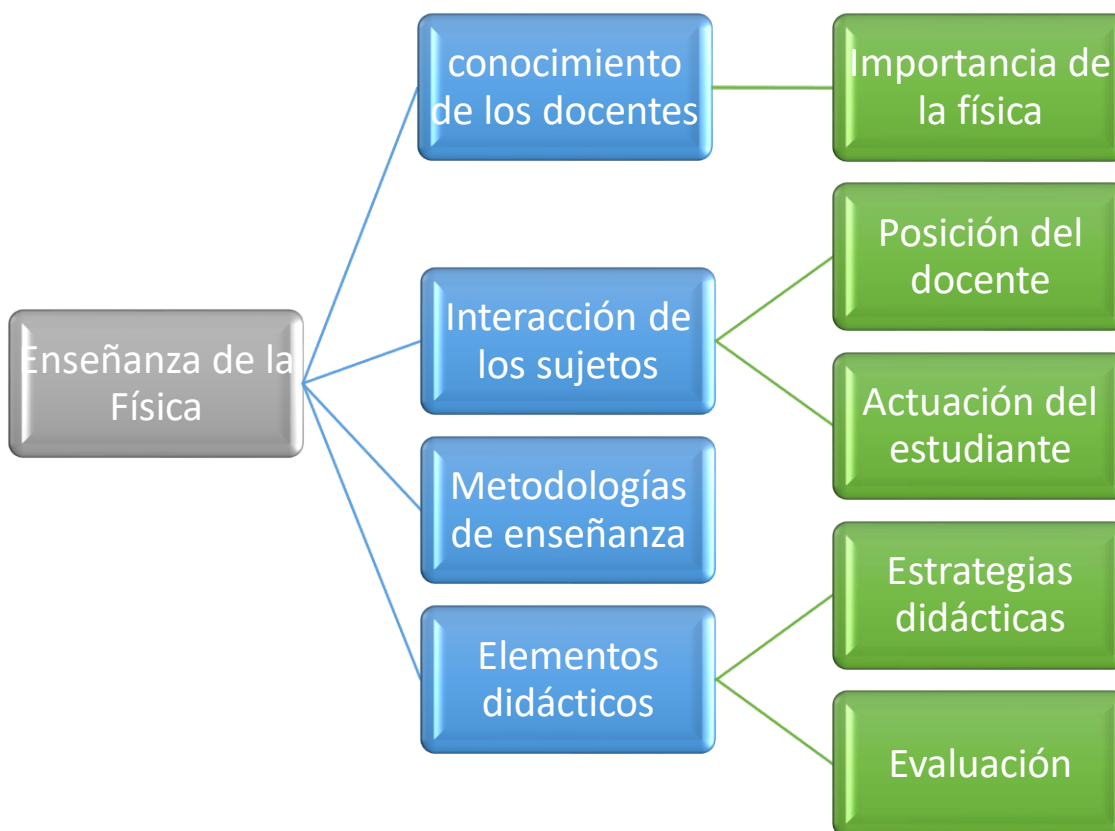 Enseñanza de la
Física
conocimiento
de los docentes
Importancia de
la física
Interacción de
los sujetos
Posición del
docente
Actuación del
estudiante
Metodologías
de enseñanza
Elementos
didácticos
Estrategias
didácticas
Evaluación